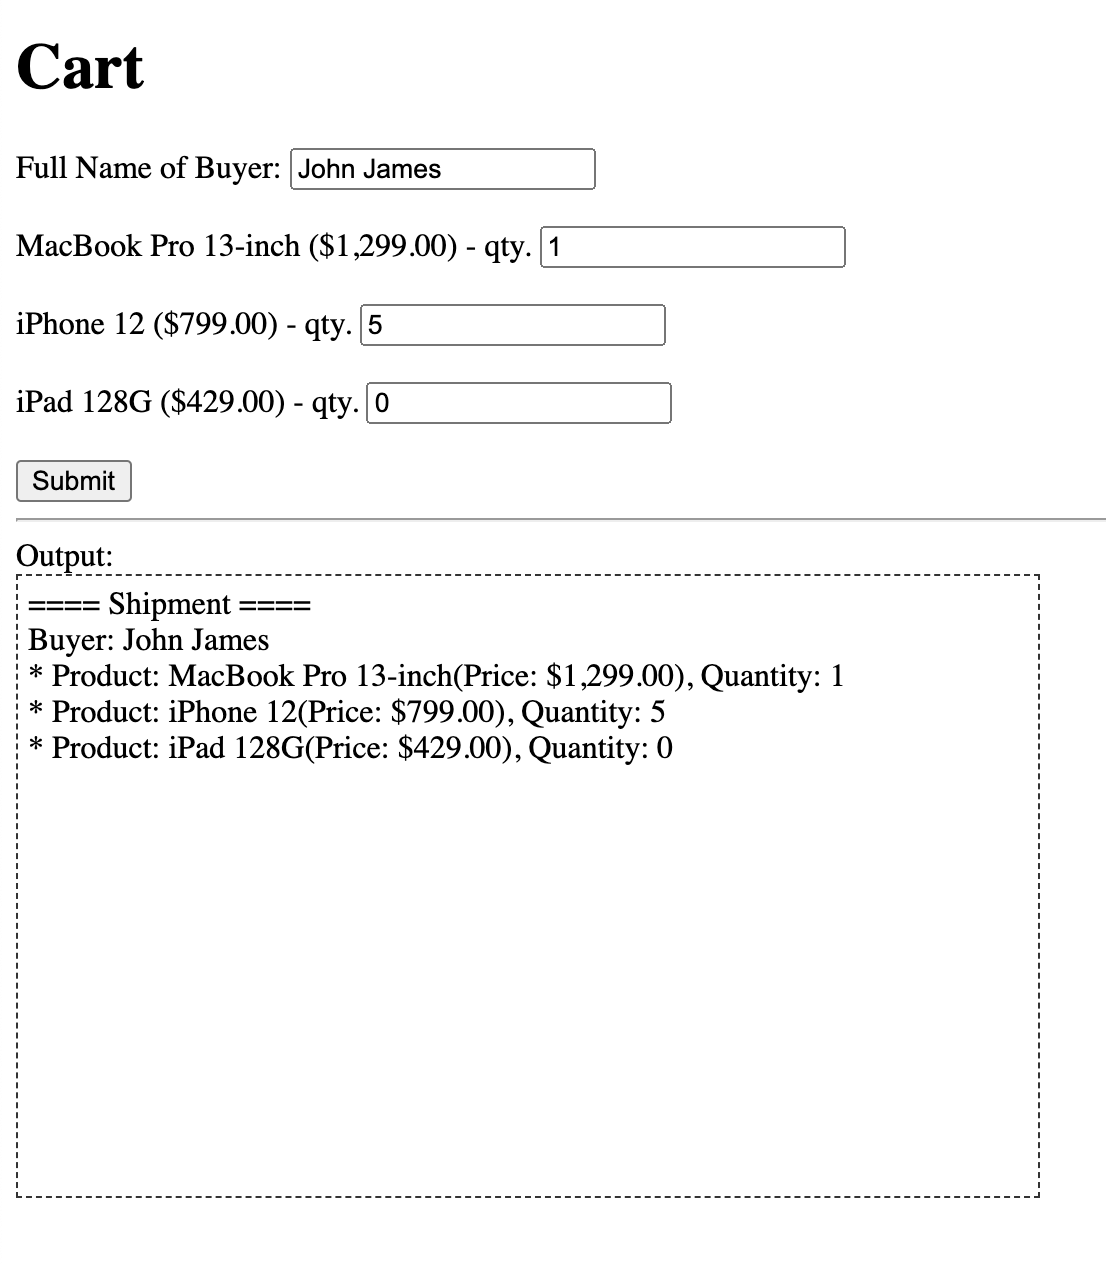 Cart
Full Name of Buyer: John James
MacBook Pro 13-inch ($1,299.00) - qty. 1
iPhone 12 ($799.00) - qty. 5
iPad 128G ($429.00) - qty. 0
Submit
Output:
==== Shipment ====
Buyer: John James
* Product: MacBook Pro 13-inch(Price: $1,299.00), Quantity: 1
* Product: iPhone 12(Price: $799.00), Quantity: 5
* Product: iPad 128G(Price: $429.00), Quantity: 0